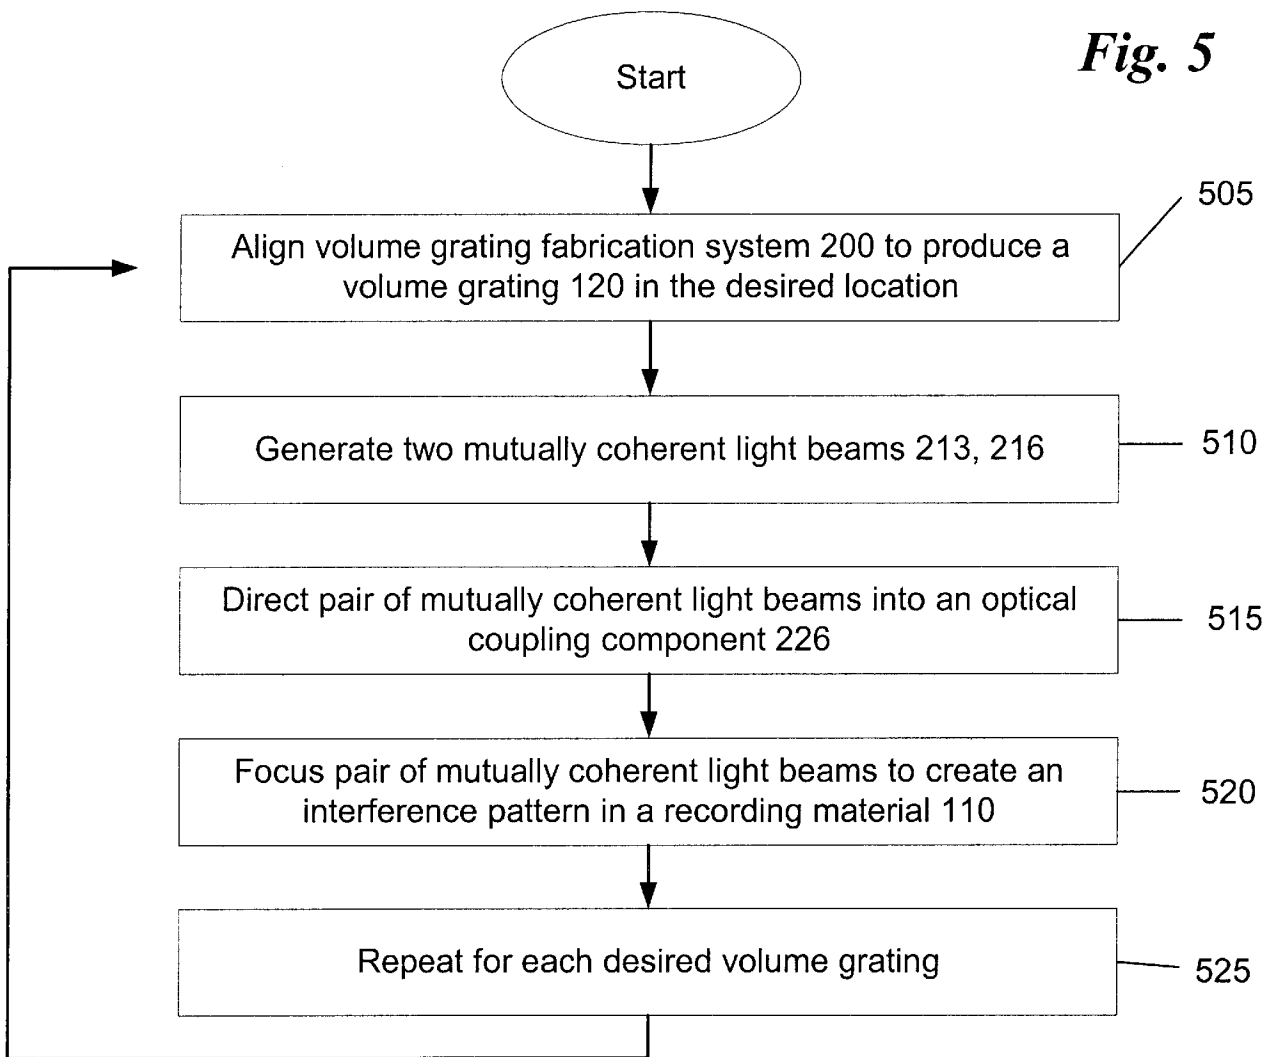 Fig. 5
Start
505
Align volume grating fabrication system 200 to produce a
volume grating 120 in the desired location
Generate two mutually coherent light beams 213, 216
510
Direct pair of mutually coherent light beams into an optical
coupling component 226
515
Focus pair of mutually coherent light beams to create an
interference pattern in a recording material 110
520
Repeat for each desired volume grating
525